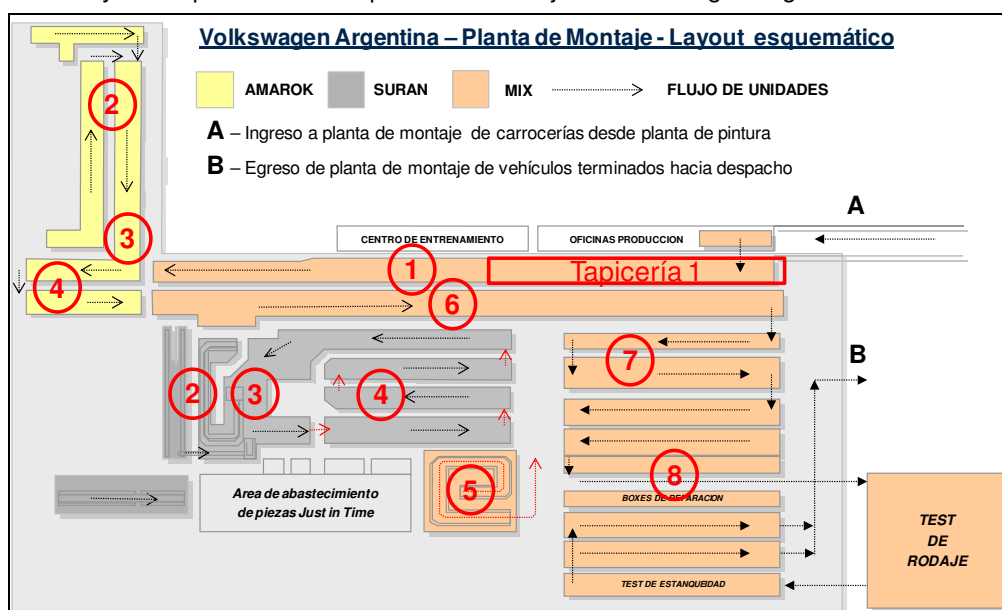 Volkswagen Argentina – Planta de Montaje - Layout esquemático
AMAROK
SURAN
MIX
FLUJO DE UNIDADES
A – Ingreso a planta de montaje de carrocerías desde planta de pintura
B – Egreso de planta de montaje de vehículos terminados hacia despacho
2
A
3
CENTRO DE ENTRENAMIENTO
OFICINAS PRODUCCION
1
Tapicería 1
4
6
7
B
2
3
4
5
8
Area de abastecimiento
de piezas Just in Time
BOXES DE REPARACION
TEST
DE
RODAJE
TEST DE ESTANQUEIDAD